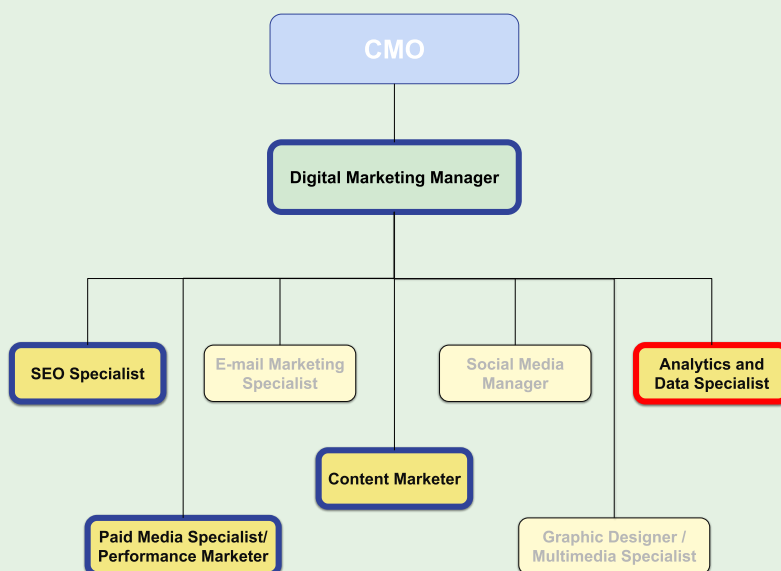 CMO
Digital Marketing Manager
SEO Specialist
E-mail Marketing
Specialist
Social Media
Manager
Analytics and
Data Specialist
Content Marketer
Paid Media Specialist/
Performance Marketer
Graphic Designer /
Multimedia Specialist